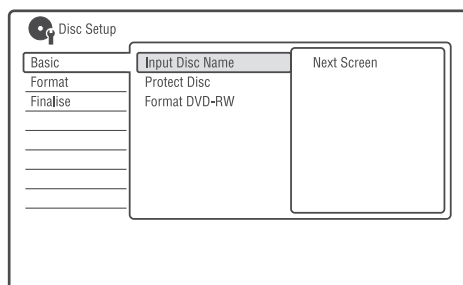 Disc Setup
Basic
Format
Finalise
Input Disc Name
Protect Disc
Format DVD-RW
Next Screen